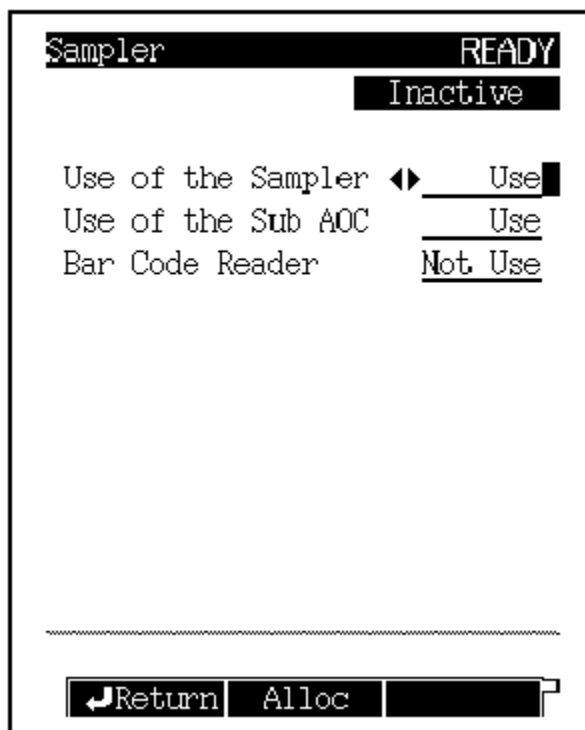 Sampler READY
Inactive
Use of the Sampler Use
Use of the Sub AOC Use
Bar Code Reader Not Use
Return Alloc